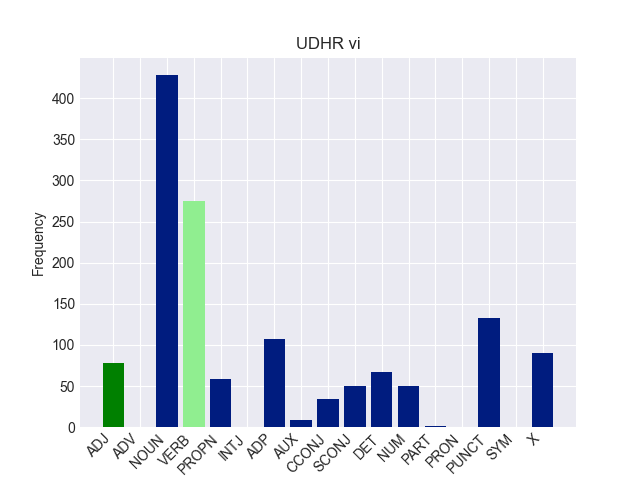 UDHR vi
Frequency
400
350
300
250
200
150
100
50
0
ADJ
ADV
NOUN
VERB
PROPN
INTJ
ADP
AUX
CCONJ
SCONJ
DET
NUM
PART
PRON
PUNCT
SYM
X